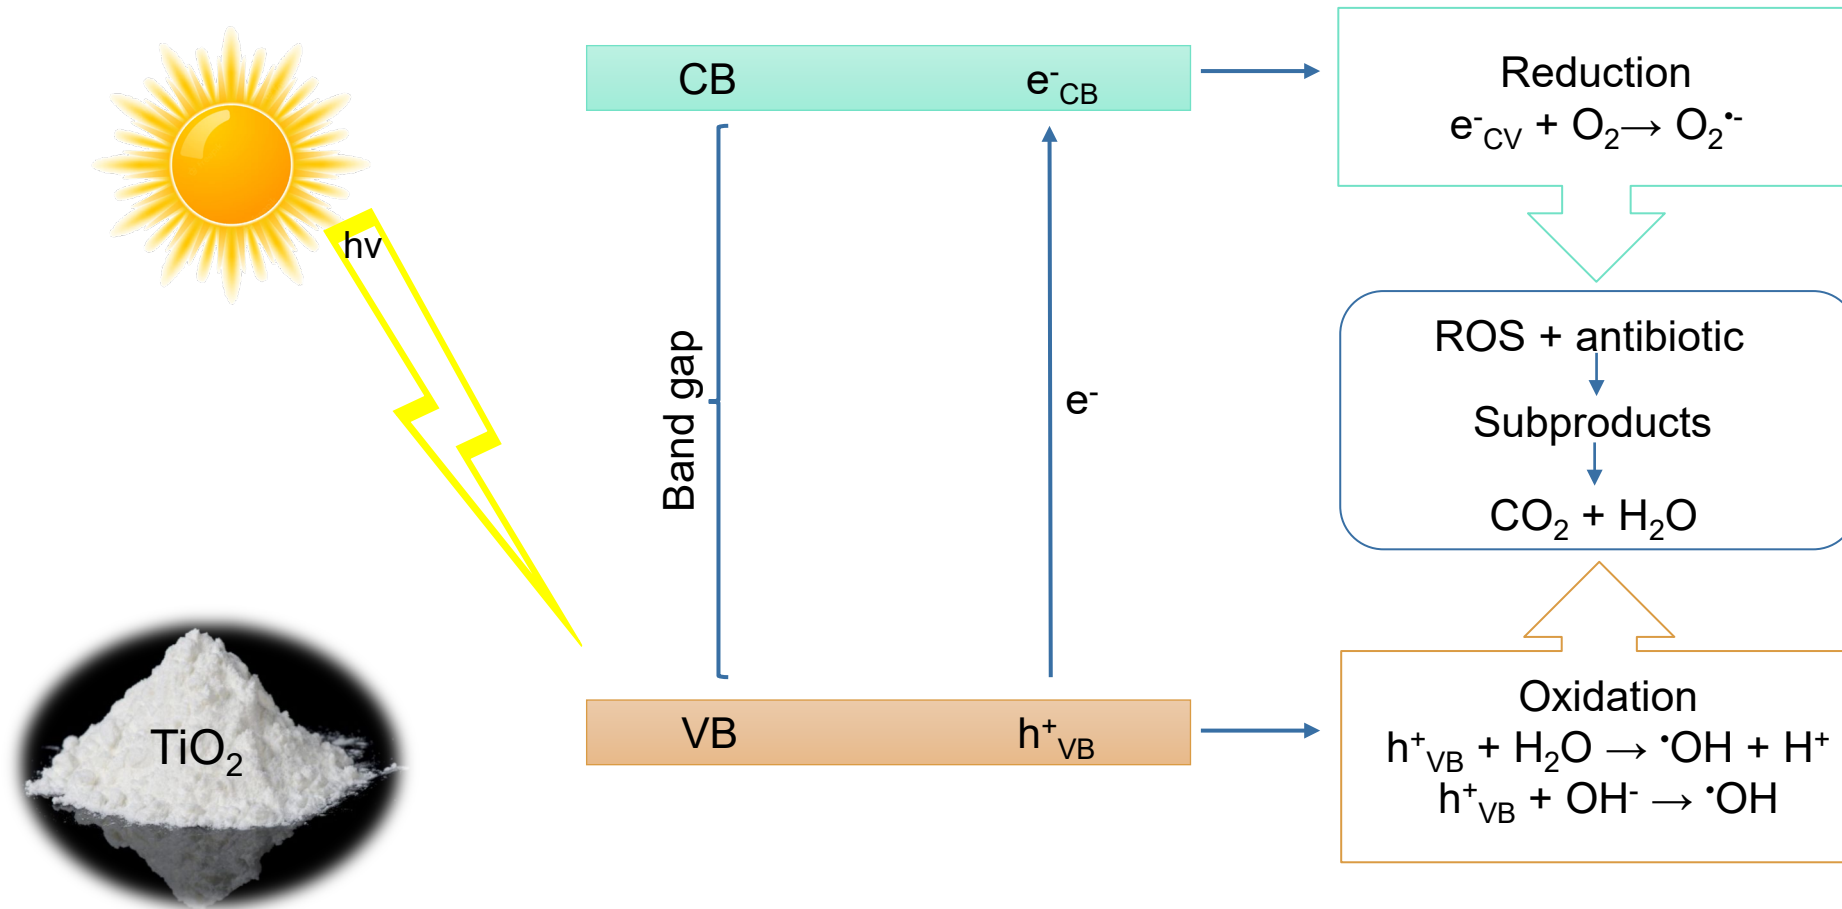 CB
e⁻CB
hv
Band gap
e⁻
TiO₂
VB
h⁺VB
Reduction
e⁻CV + O₂→ O₂•⁻
ROS + antibiotic
Subproducts
CO₂ + H₂O
Oxidation
h⁺VB + H₂O → •OH + H⁺
h⁺VB + OH⁻ → •OH